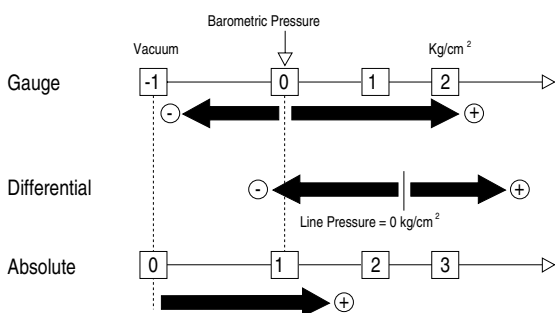 Barometric Pressure
Vacuum
Kg/cm²
Gauge
-1 0 1 2
- +
Differential
- +
Line Pressure = 0 kg/cm²
Absolute
0 1 2 3
+